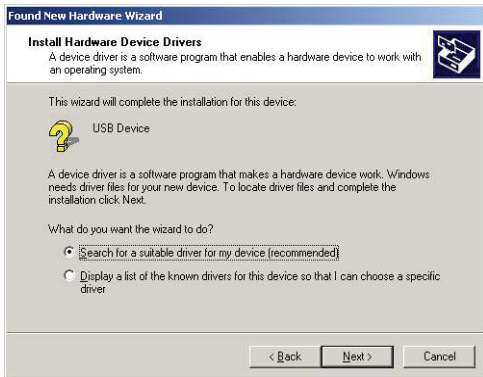 Found New Hardware Wizard
Install Hardware Device Drivers
A device driver is a software program that enables a hardware device to work with
an operating system.
This wizard will complete the installation for this device:
USB Device
A device driver is a software program that makes a hardware device work. Windows
needs driver files for your new device. To locate driver files and complete the
installation click Next.
What do you want the wizard to do?
Search for a suitable driver for my device (recommended)
Display a list of the known drivers for this device so that I can choose a specific
driver
< Back Next > Cancel